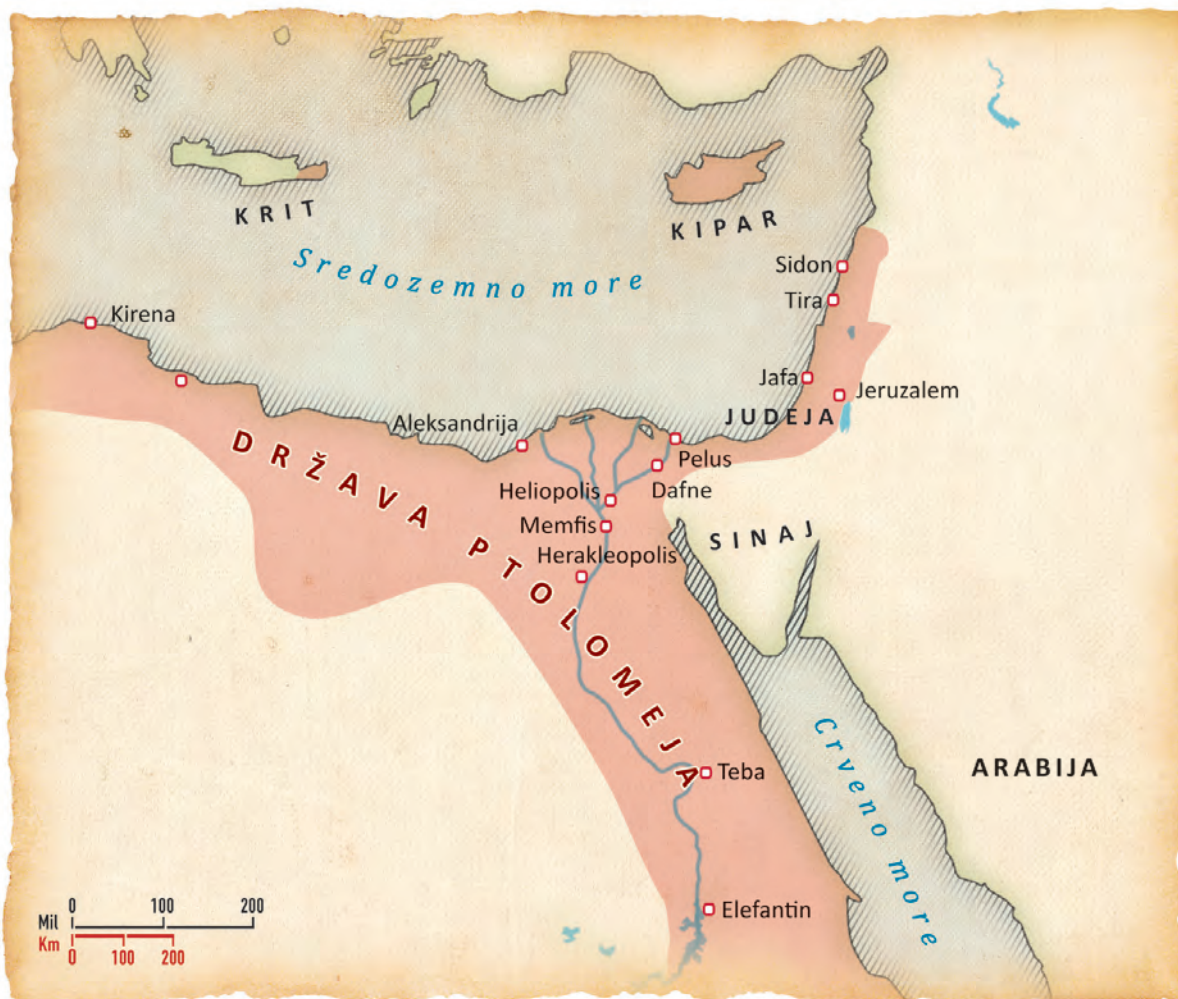 KRIT
KIPAR
Sredozemno more
Sidon
Tira
Kirena
Jafa
Jeruzalem
JUDEJA
Aleksandrija
Pelus
Heliopolis
Dafne
DRŽAVA PTOLOMEJA
Memfis
SINAJ
Herakleopolis
Crveno more
Teba
ARABIJA
Elefantin
Mil 0 100 200
Km 0 100 200